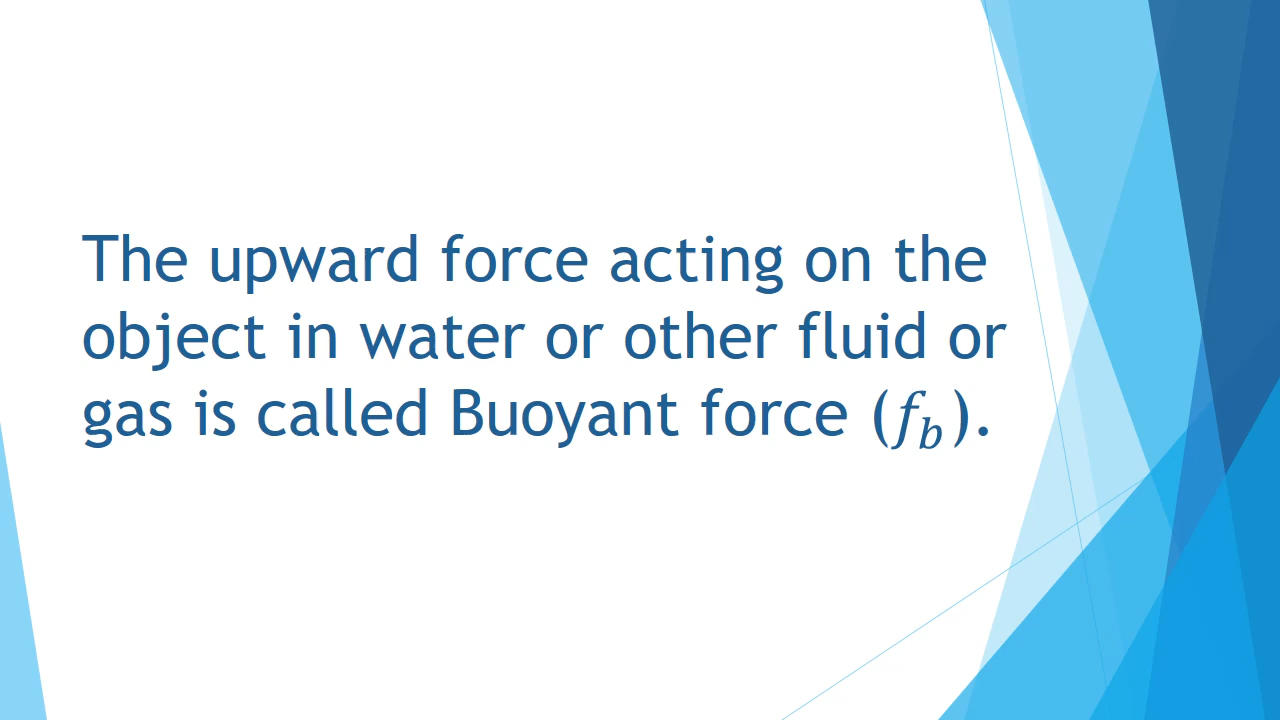 The upward force acting on the
object in water or other fluid or
gas is called Buoyant force (𝑓𝑏).